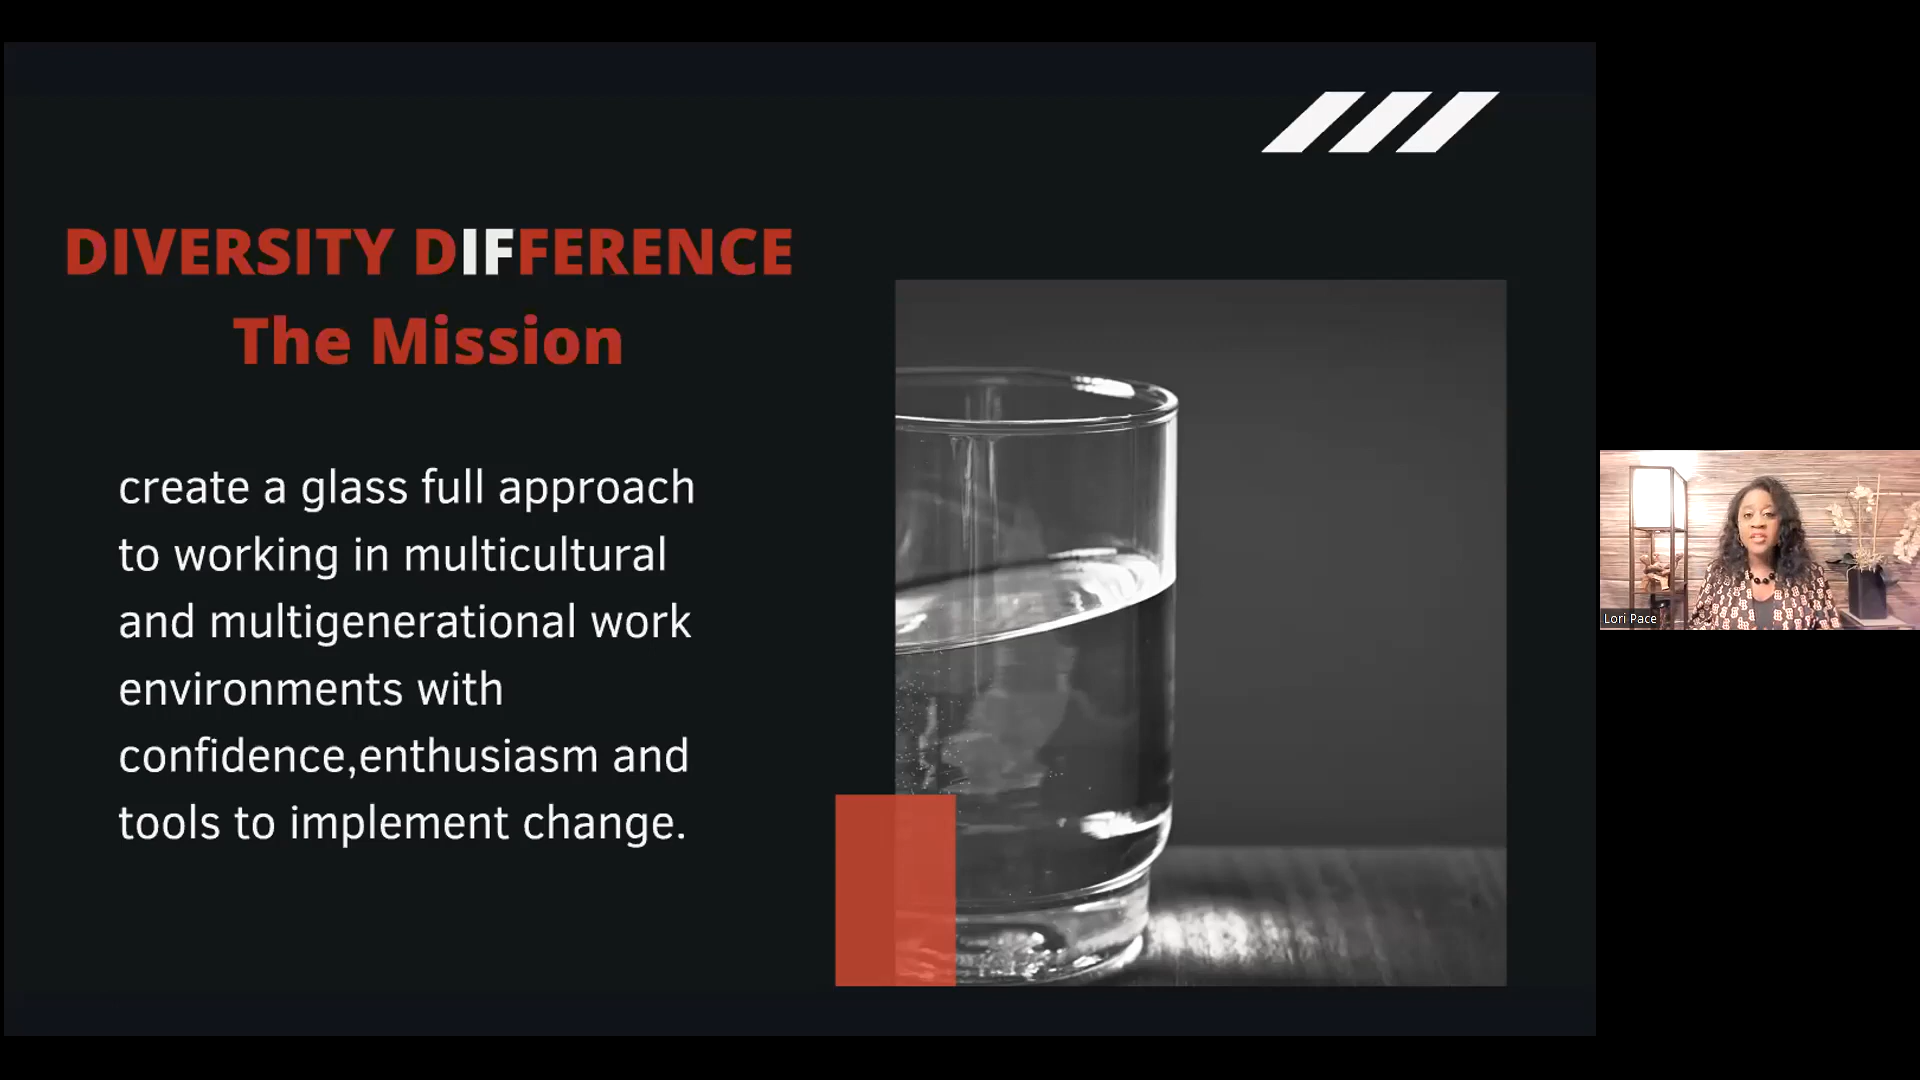 DIVERSITY DIFFERENCE
The Mission
create a glass full approach
to working in multicultural
and multigenerational work
environments with
confidence,enthusiasm and
tools to implement change.
Lori Pace